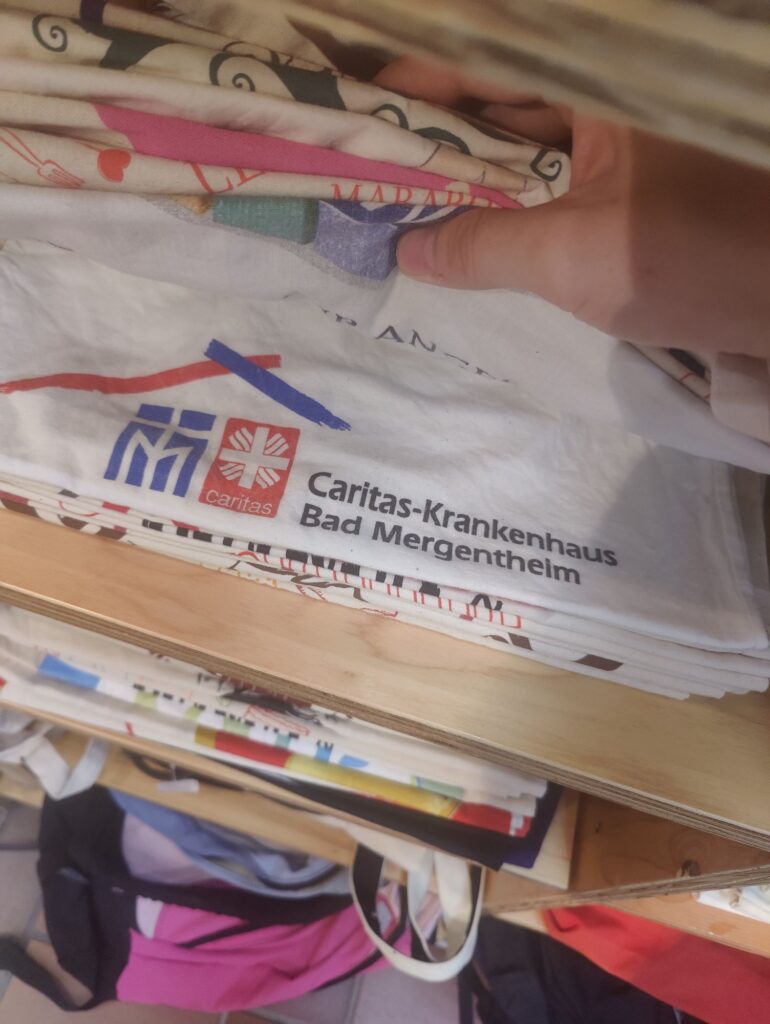 caritas
Caritas-Krankenhaus
Bad Mergentheim